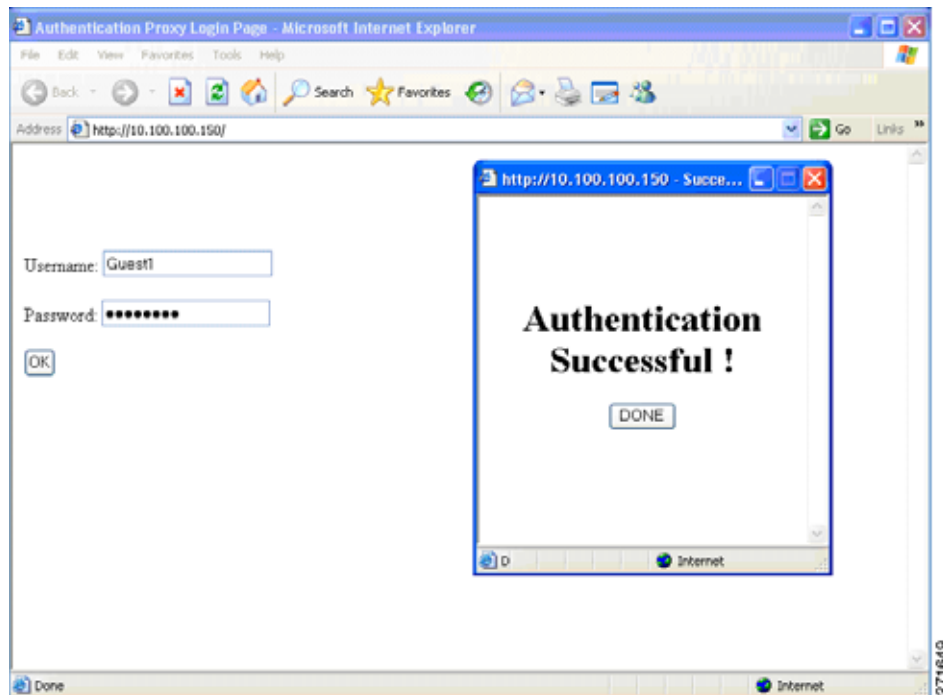 Authentication Proxy Login Page - Microsoft Internet Explorer
File Edit View Favorites Tools Help
Back Search Favorites
Address http://10.100.100.150/ Go Links »
http://10.100.100.150 - Succe...
Username: Guest1
Password: ••••••••
OK
Authentication
Successful !
DONE
D Internet
Done Internet
271649